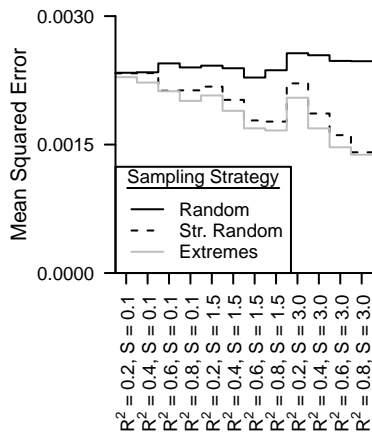 Mean Squared Error
0.0030
0.0015
0.0000
Sampling Strategy
Random
Str. Random
Extremes
R² = 0.2, S = 0.1
R² = 0.4, S = 0.1
R² = 0.6, S = 0.1
R² = 0.8, S = 0.1
R² = 0.2, S = 1.5
R² = 0.4, S = 1.5
R² = 0.6, S = 1.5
R² = 0.8, S = 1.5
R² = 0.2, S = 3.0
R² = 0.4, S = 3.0
R² = 0.6, S = 3.0
R² = 0.8, S = 3.0